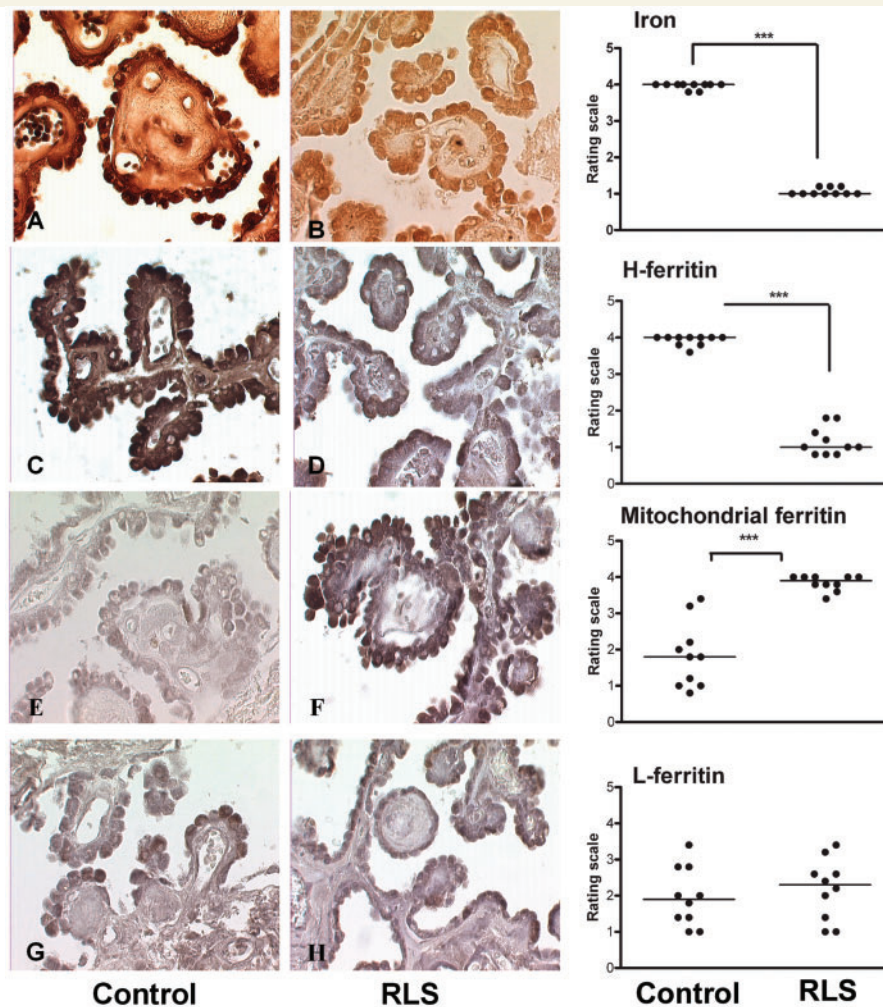 Iron
***
5
4
3
2
1
0
Rating scale
A
B
H-ferritin
***
5
4
3
2
1
0
Rating scale
C
D
Mitochondrial ferritin
***
5
4
3
2
1
0
Rating scale
E
F
L-ferritin
5
4
3
2
1
0
Rating scale
G
H
Control
RLS
Control
RLS